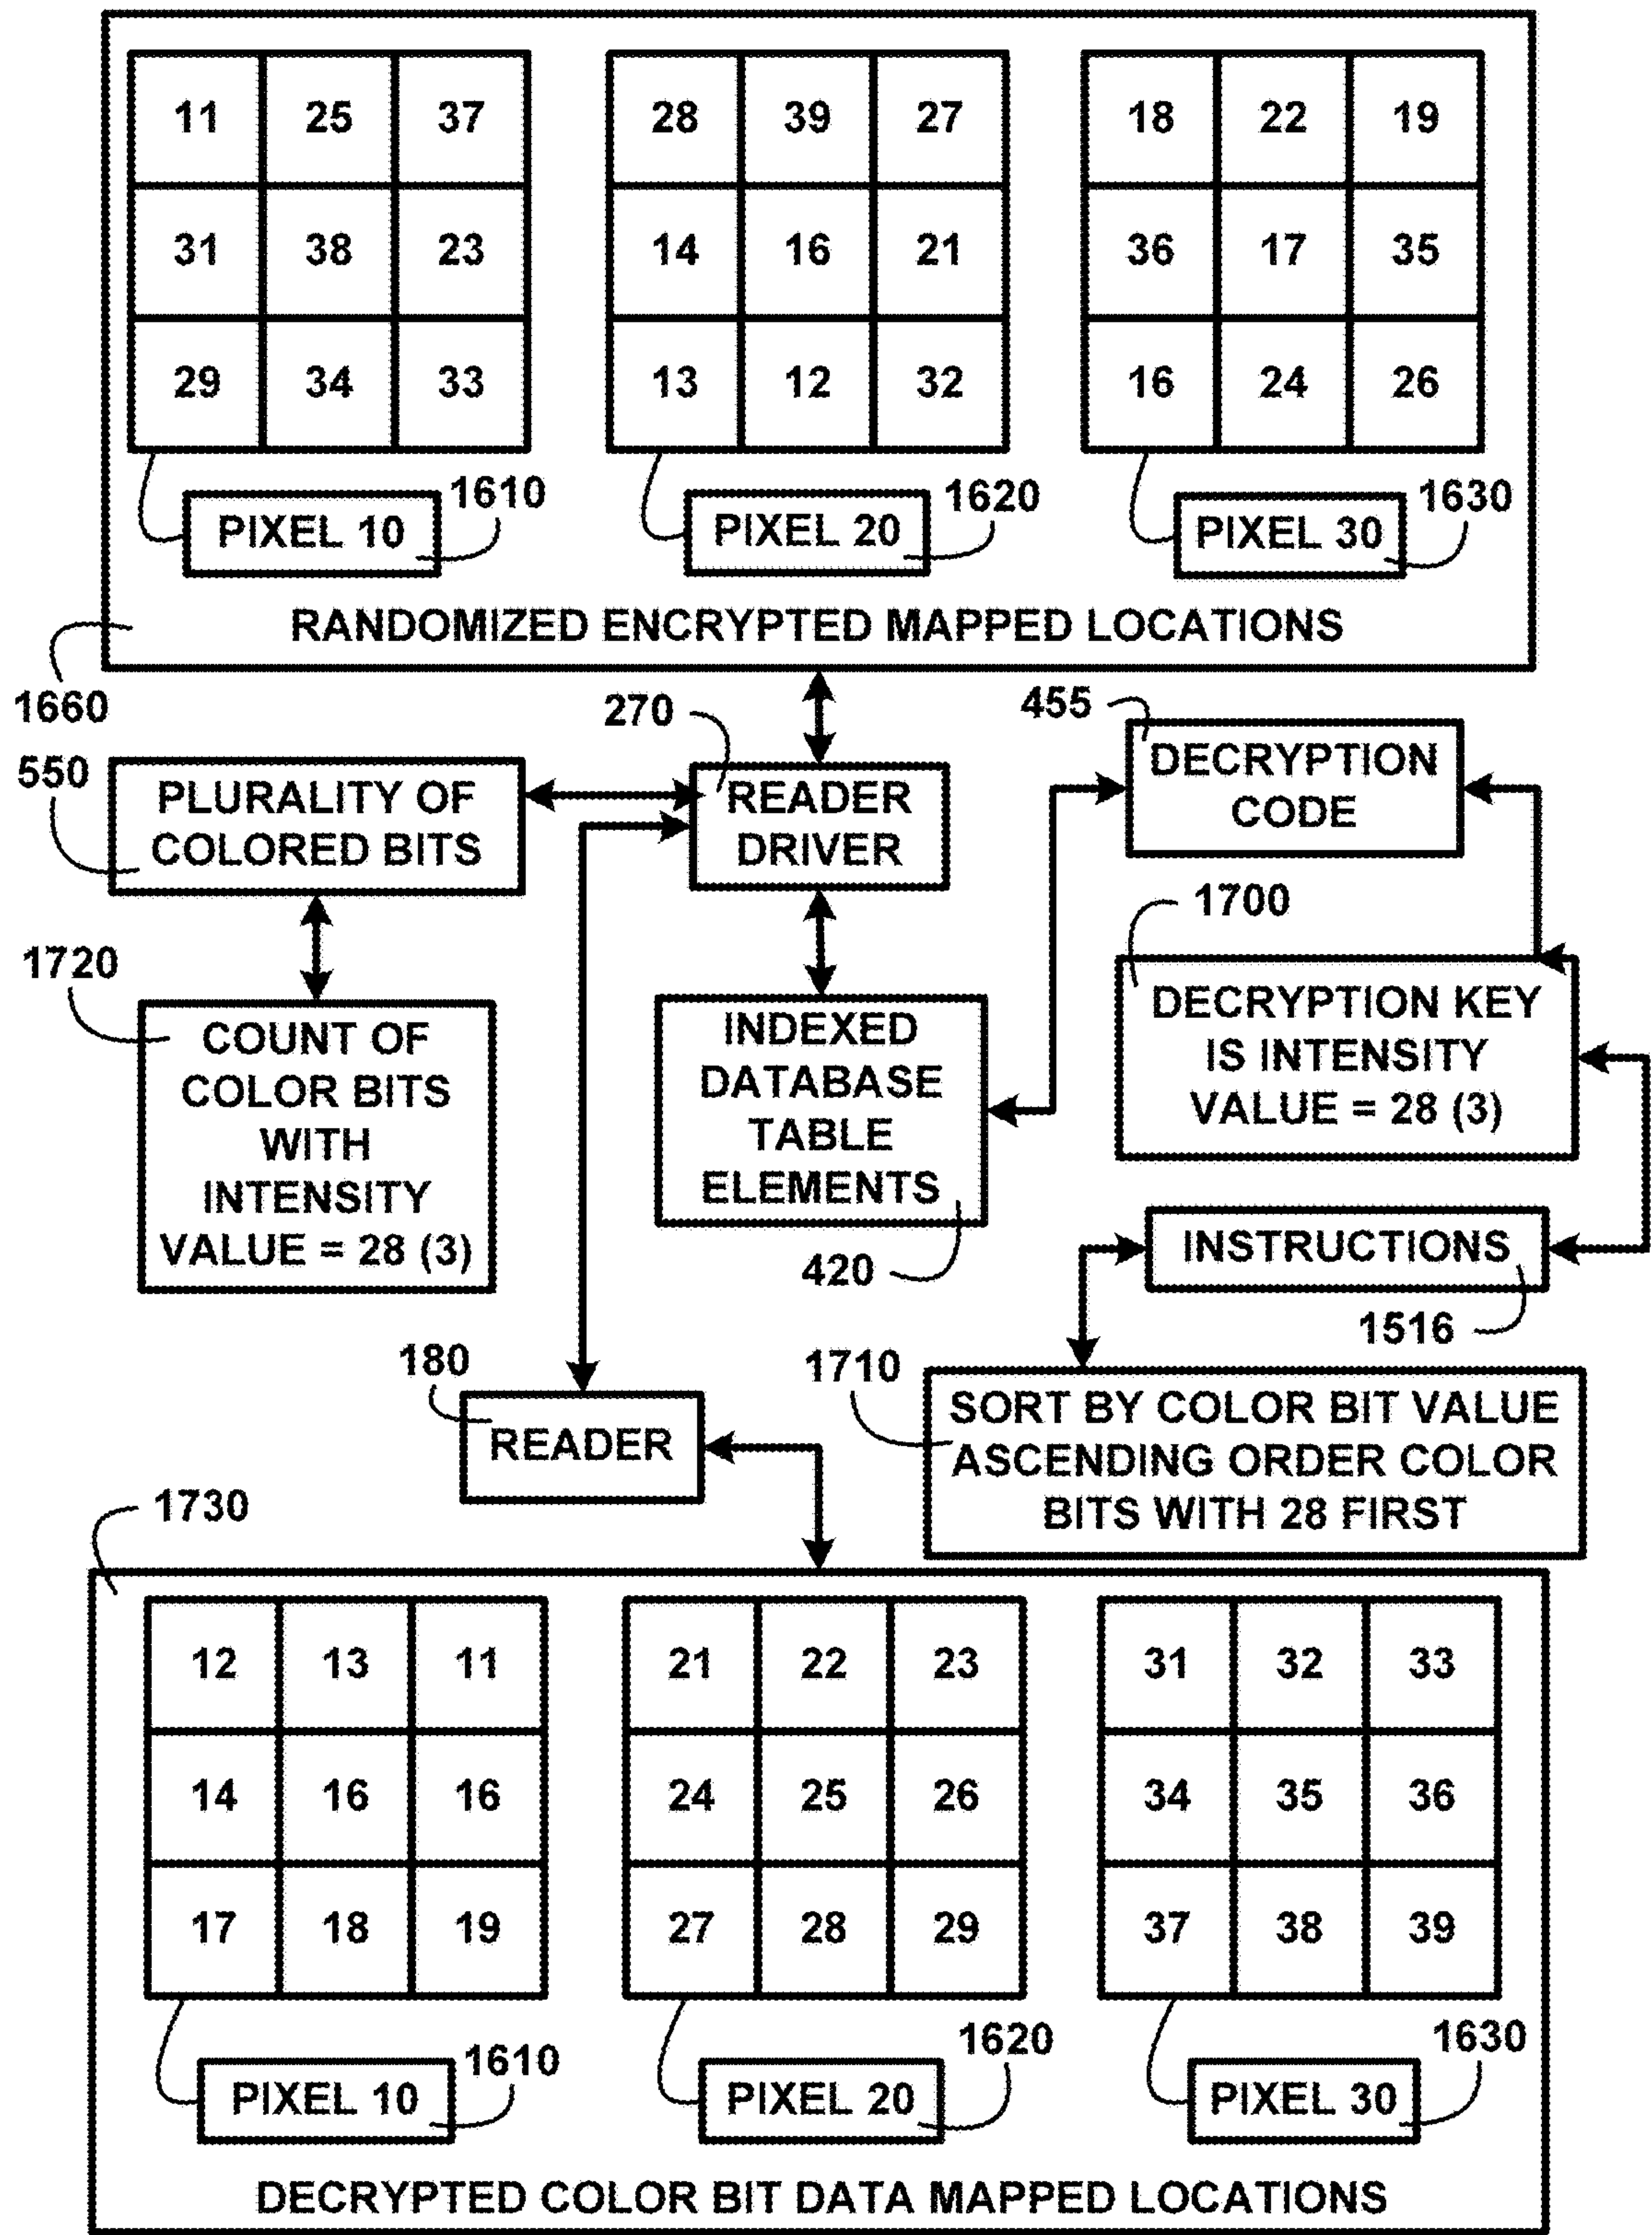 11 25 37 28 39 27 18 22 19
31 38 23 14 16 21 36 17 35
29 34 33 13 12 32 16 24 26
PIXEL 10 1610 PIXEL 20 1620 PIXEL 30 1630
RANDOMIZED ENCRYPTED MAPPED LOCATIONS
1660
550
PLURALITY OF
COLORED BITS
270
READER
DRIVER
455
DECRYPTION
CODE
1720
COUNT OF
COLOR BITS
WITH
INTENSITY
VALUE = 28 (3)
INDEXED
DATABASE
TABLE
ELEMENTS
420
1700
DECRYPTION KEY
IS INTENSITY
VALUE = 28 (3)
INSTRUCTIONS
1516
180
READER
1710
SORT BY COLOR BIT VALUE
ASCENDING ORDER COLOR
BITS WITH 28 FIRST
1730
12 13 11 21 22 23 31 32 33
14 16 16 24 25 26 34 35 36
17 18 19 27 28 29 37 38 39
PIXEL 10 1610 PIXEL 20 1620 PIXEL 30 1630
DECRYPTED COLOR BIT DATA MAPPED LOCATIONS